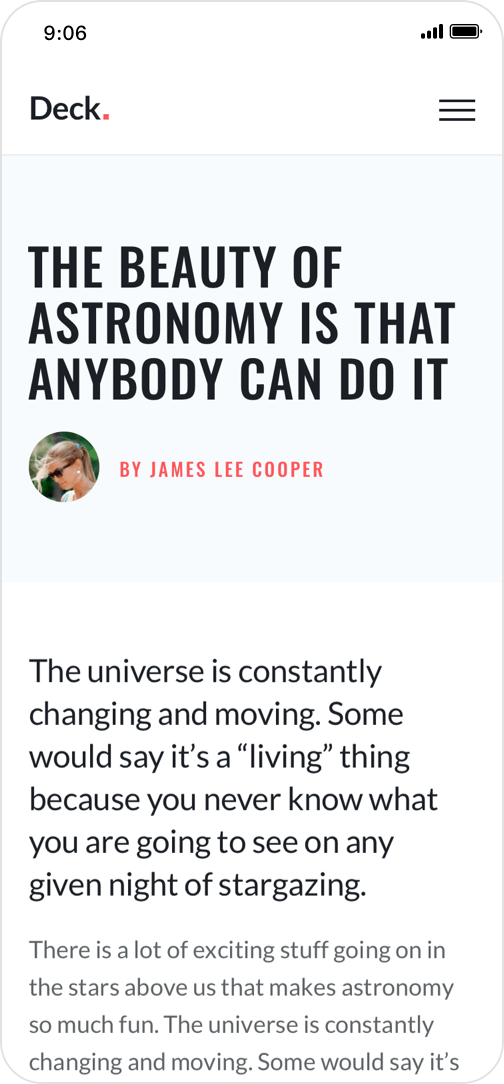 9:06
Deck.
THE BEAUTY OF
ASTRONOMY IS THAT
ANYBODY CAN DO IT
BY JAMES LEE COOPER
The universe is constantly
changing and moving. Some
would say it’s a “living” thing
because you never know what
you are going to see on any
given night of stargazing.
There is a lot of exciting stuff going on in
the stars above us that makes astronomy
so much fun. The universe is constantly
changing and moving. Some would say it’s